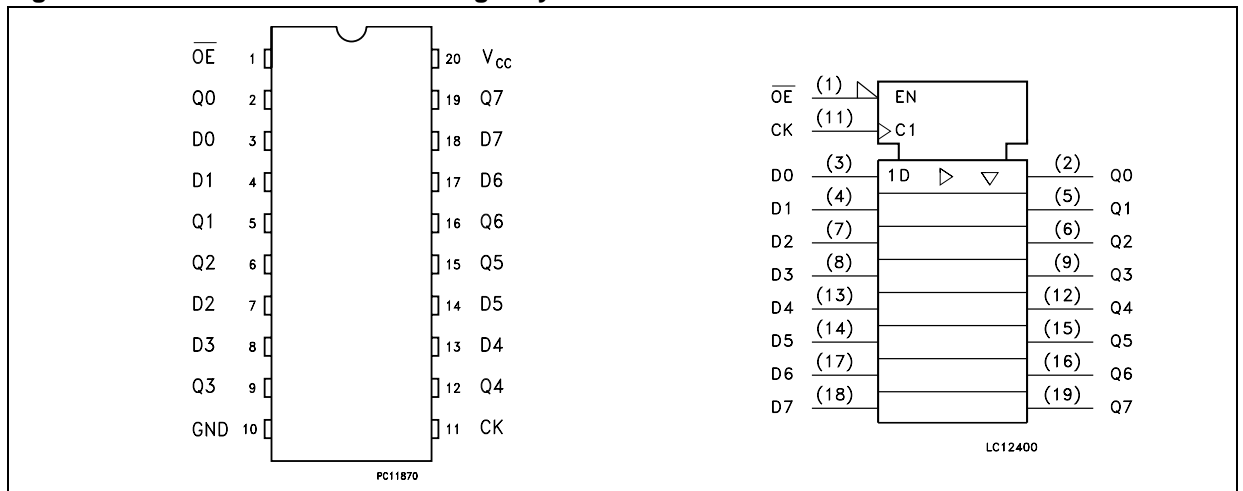 OE 1 20 VCC
Q0 2 19 Q7
D0 3 18 D7
D1 4 17 D6
Q1 5 16 Q6
Q2 6 15 Q5
D2 7 14 D5
D3 8 13 D4
Q3 9 12 Q4
GND 10 11 CK
PC11870
OE (1) EN
CK (11) C1
D0 (3) 1D (2) Q0
D1 (4) (5) Q1
D2 (7) (6) Q2
D3 (8) (9) Q3
D4 (13) (12) Q4
D5 (14) (15) Q5
D6 (17) (16) Q6
D7 (18) (19) Q7
LC12400